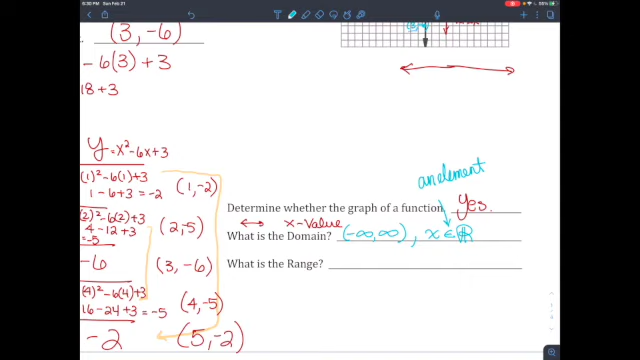 6:30 PM Sun Feb 21
88%
(3, -6)
- 6(3) + 3
18 + 3
y = x² - 6x + 3
(1)² - 6(1) + 3
1 - 6 + 3 = -2
(1, -2)
(2)² - 6(2) + 3
4 - 12 + 3
= -5
(2, -5)
-6
(3, -6)
(4)² - 6(4) + 3
16 - 24 + 3 = -5
(4, -5)
-2
(5, -2)
an element
Determine whether the graph of a function yes.
↔ x-value
What is the Domain? (-∞, ∞), x ∈ ℝ
What is the Range?